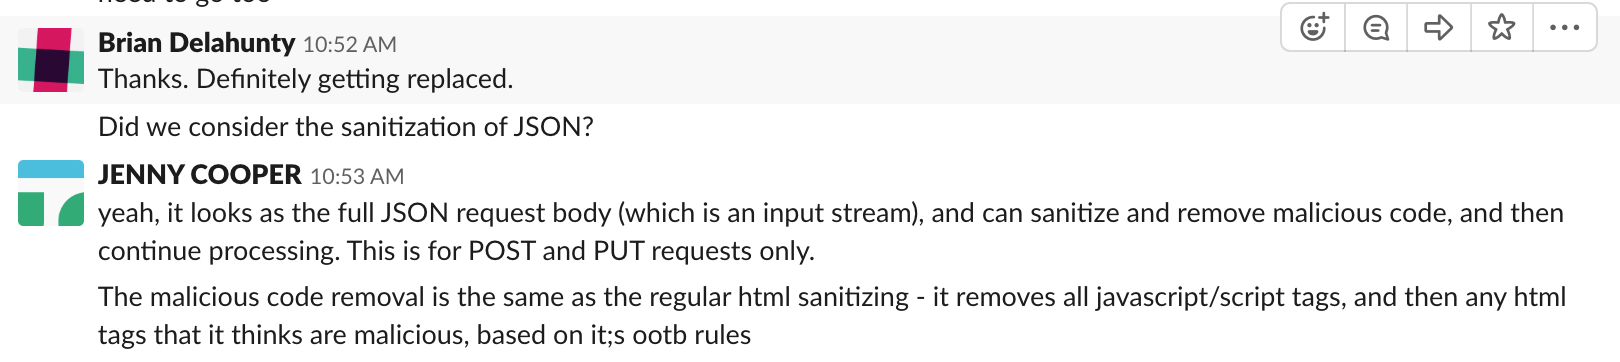 need to go too
Brian Delahunty 10:52 AM
Thanks. Definitely getting replaced.
Did we consider the sanitization of JSON?
JENNY COOPER 10:53 AM
yeah, it looks as the full JSON request body (which is an input stream), and can sanitize and remove malicious code, and then
continue processing. This is for POST and PUT requests only.
The malicious code removal is the same as the regular html sanitizing - it removes all javascript/script tags, and then any html
tags that it thinks are malicious, based on it;s ootb rules